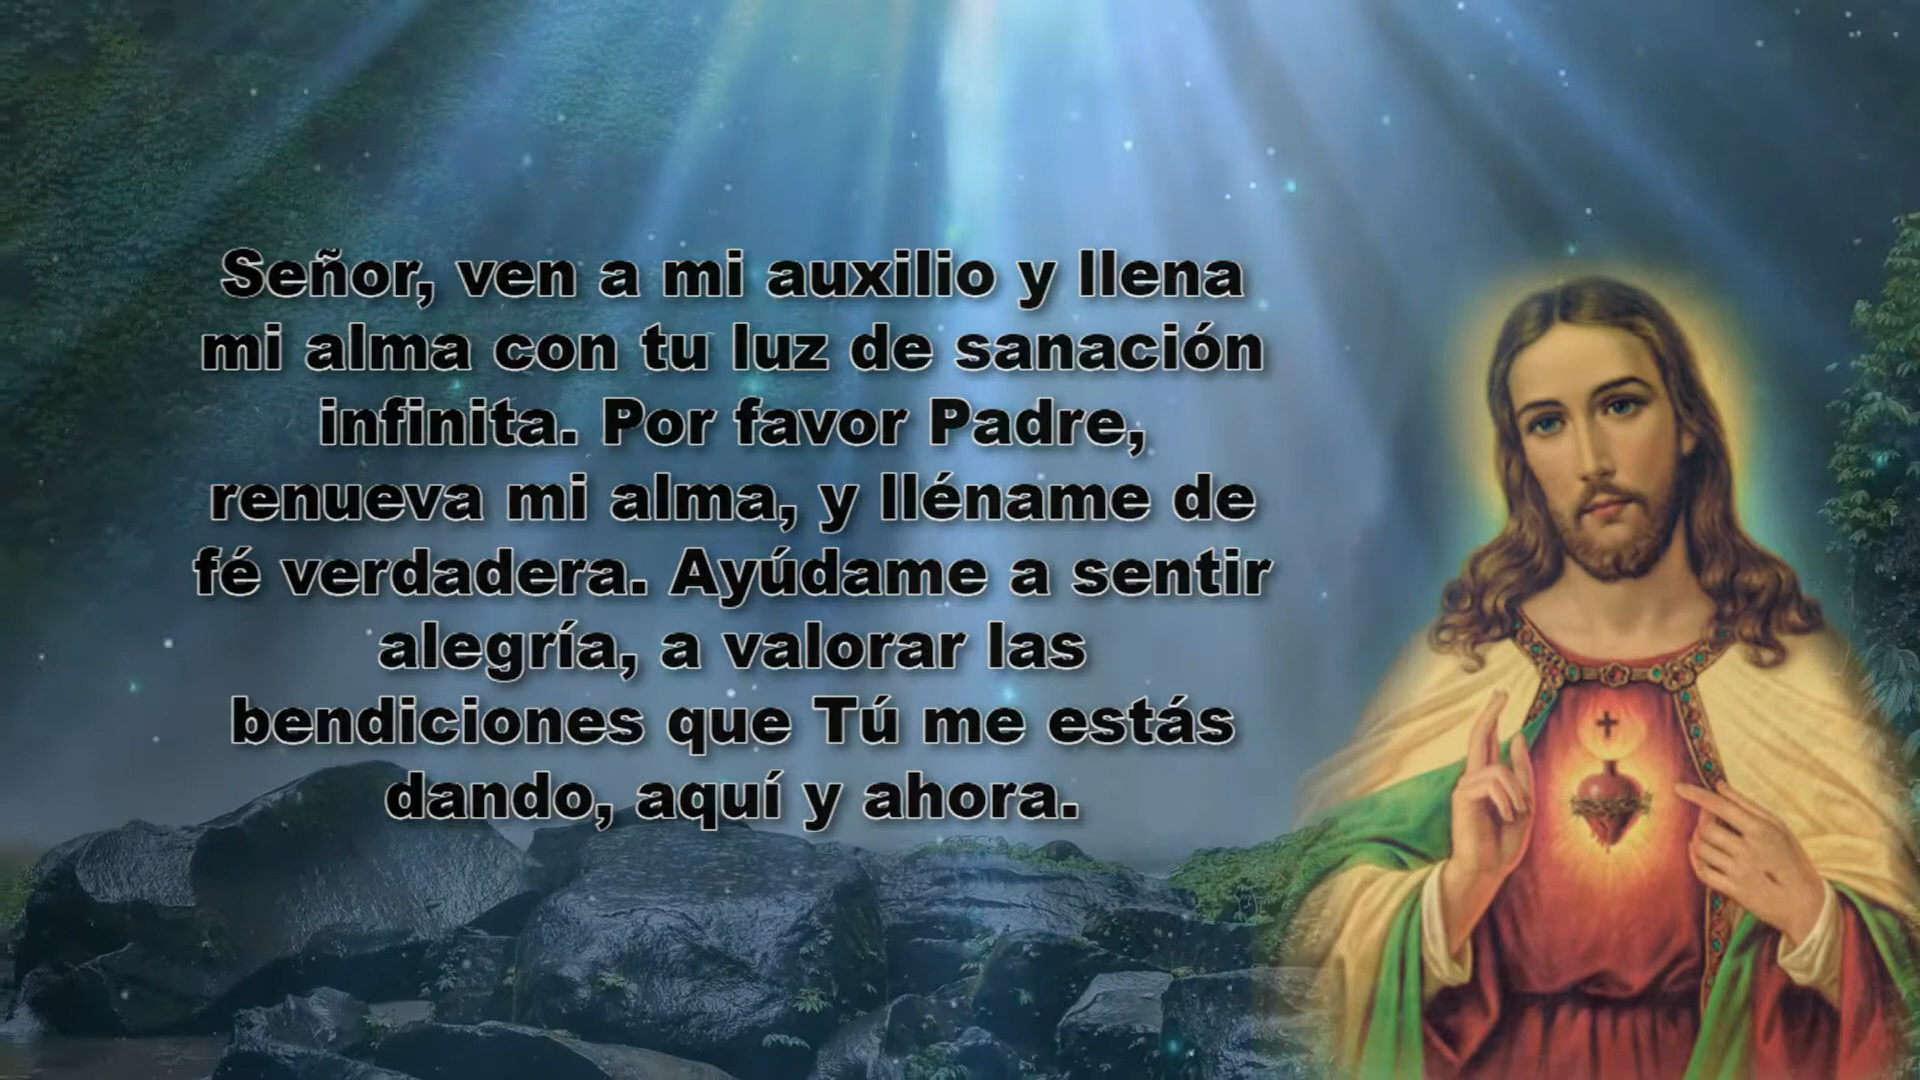 Señor, ven a mi auxilio y llena
mi alma con tu luz de sanación
infinita. Por favor Padre,
renueva mi alma, y lléname de
fé verdadera. Ayúdame a sentir
alegría, a valorar las
bendiciones que Tú me estás
dando, aquí y ahora.